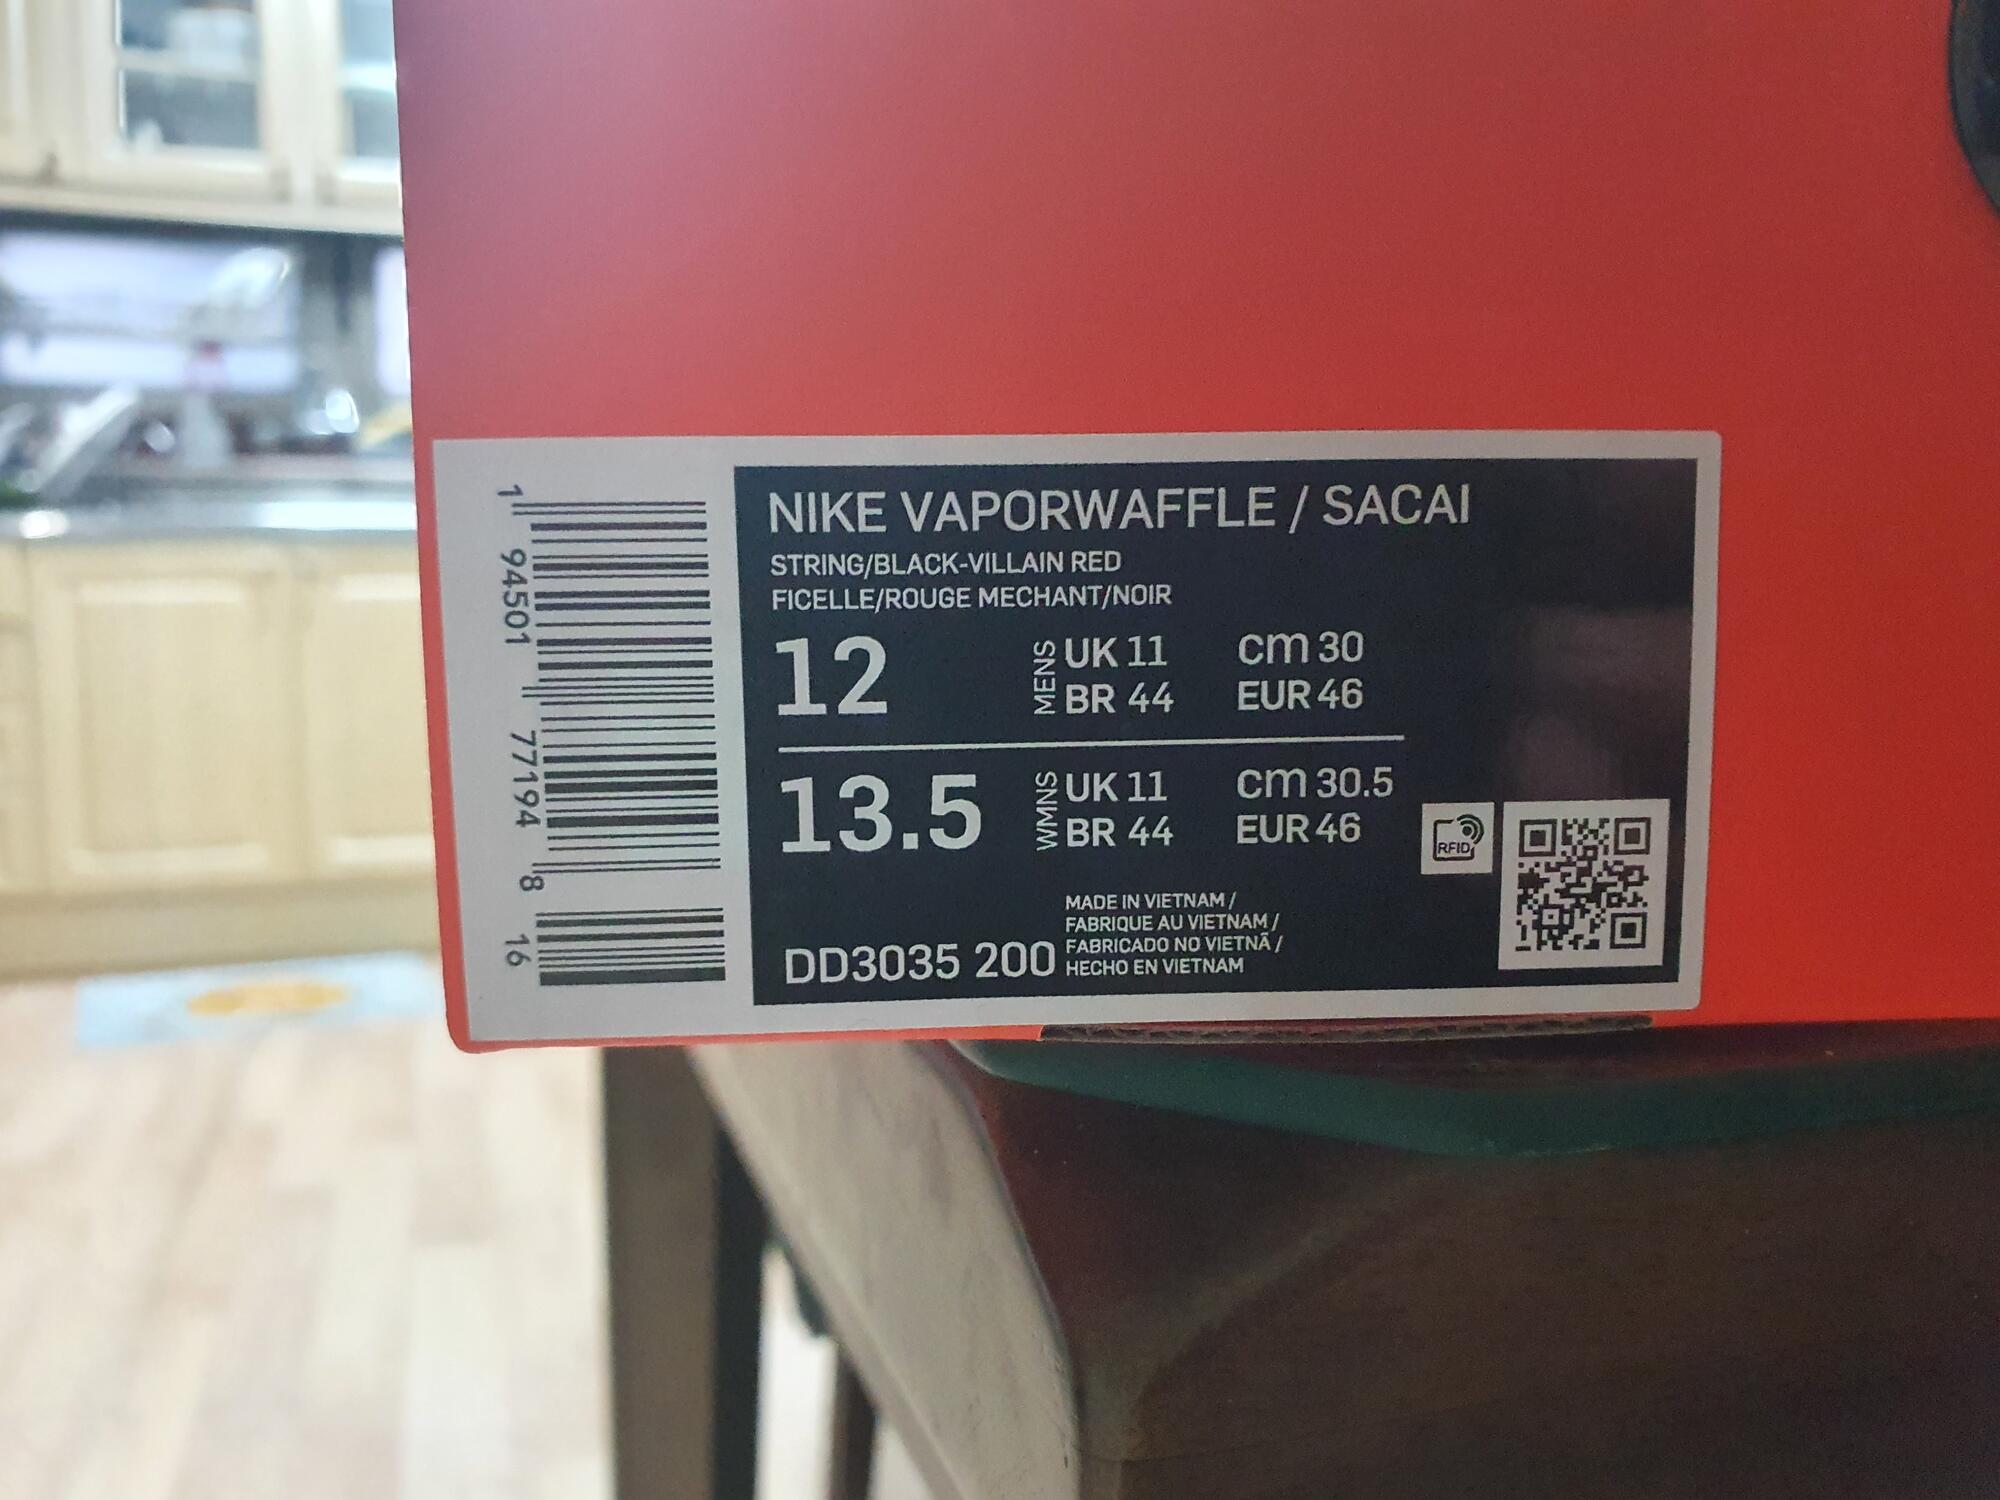 NIKE VAPORWAFFLE / SACAI
STRING/BLACK-VILLAIN RED
FICELLE/ROUGE MECHANT/NOIR
12 MENS UK 11 cm 30
BR 44 EUR 46
13.5 WMNS UK 11 cm 30.5
BR 44 EUR 46
RFID
MADE IN VIETNAM /
FABRIQUE AU VIETNAM /
FABRICADO NO VIETNÃ /
HECHO EN VIETNAM
DD3035 200
1 94501 77194 8 16